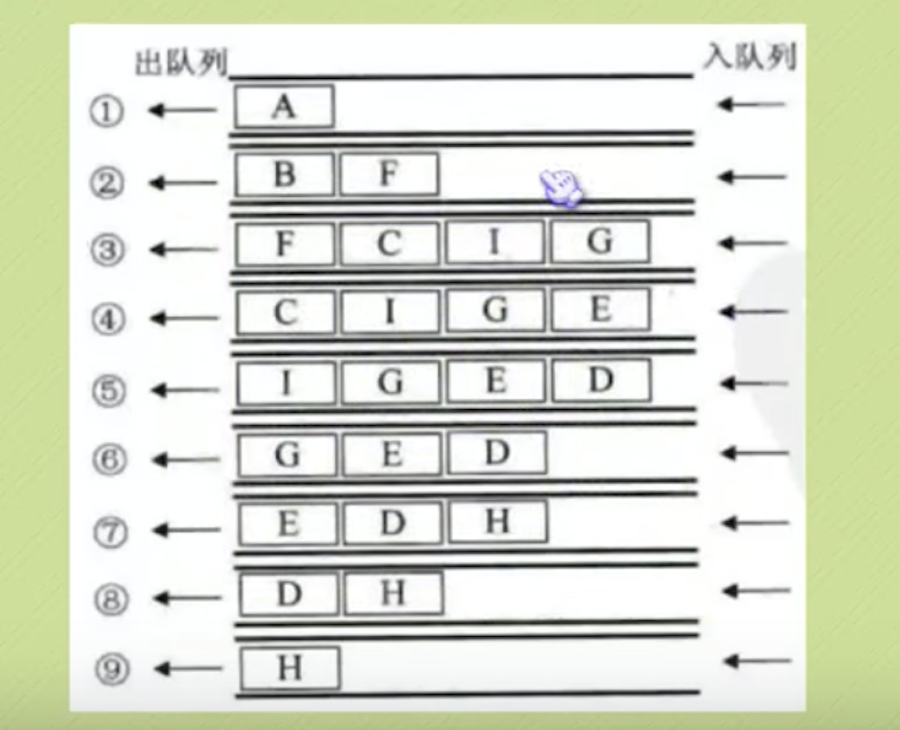 出队列 入队列
① A
② B F
③ F C I G
④ C I G E
⑤ I G E D
⑥ G E D
⑦ E D H
⑧ D H
⑨ H